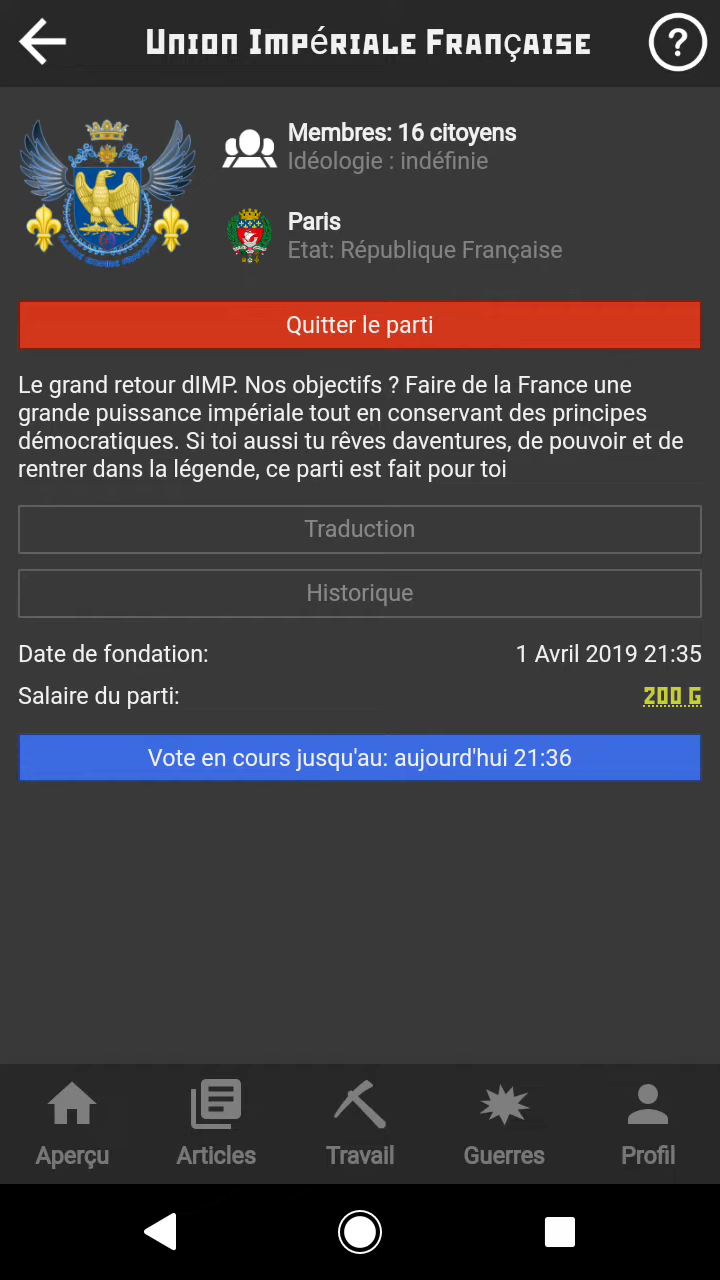 Union Impériale Française
?
Membres: 16 citoyens
Idéologie : indéfinie
Paris
Etat: République Française
Quitter le parti
Le grand retour dIMP. Nos objectifs ? Faire de la France une
grande puissance impériale tout en conservant des principes
démocratiques. Si toi aussi tu rêves daventures, de pouvoir et de
rentrer dans la légende, ce parti est fait pour toi
Traduction
Historique
Date de fondation: 1 Avril 2019 21:35
Salaire du parti: 200 G
Vote en cours jusqu'au: aujourd'hui 21:36
Aperçu Articles Travail Guerres Profil